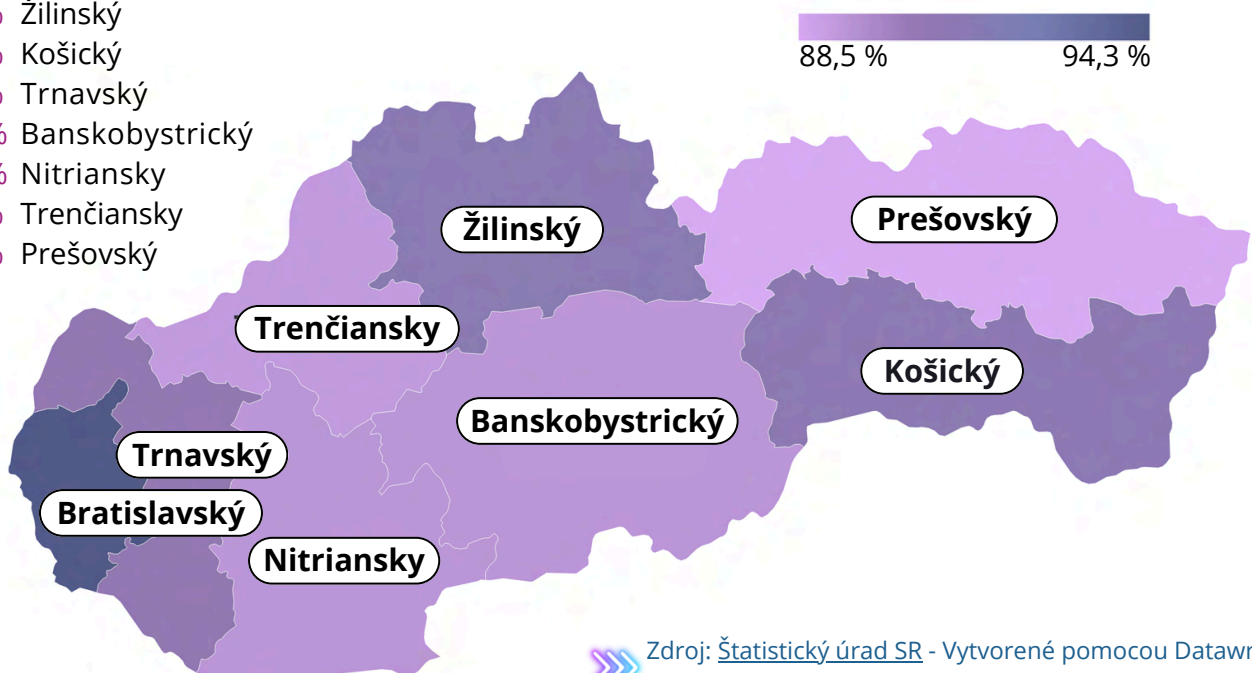 % Žilinský
% Košický
% Trnavský
% Banskobystrický
% Nitriansky
% Trenčiansky
% Prešovský
88,5 % 94,3 %
Žilinský
Prešovský
Trenčiansky
Košický
Banskobystrický
Trnavský
Bratislavský
Nitriansky
Zdroj: Štatistický úrad SR - Vytvorené pomocou